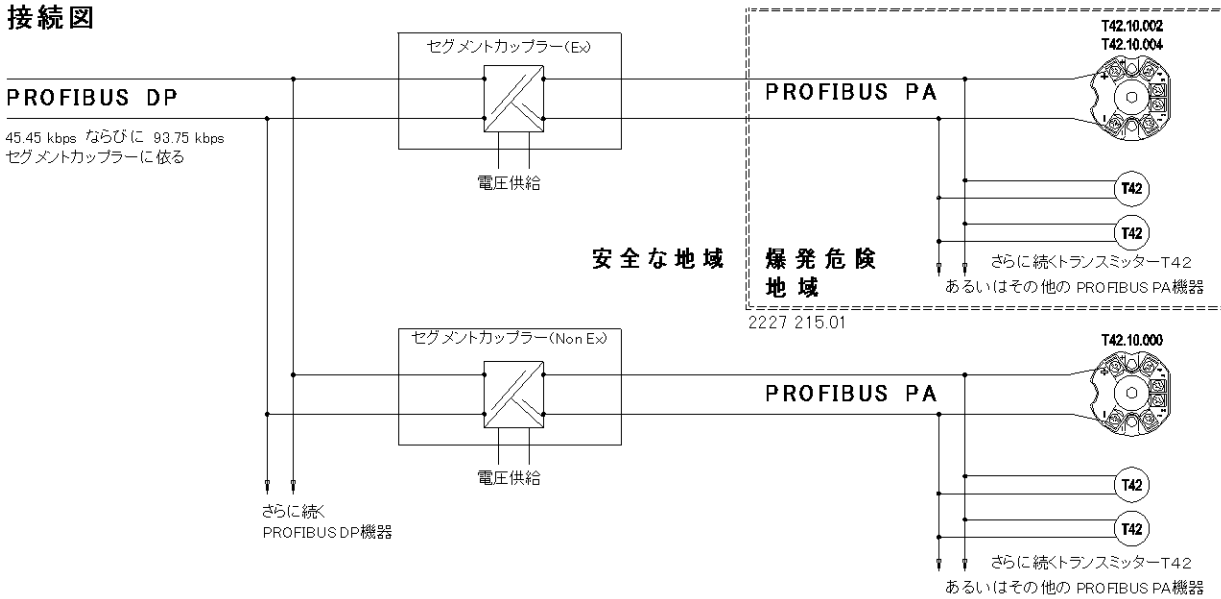 接続図
セグメントカップラー(Ex)
T42.10.002
T42.10.004
PROFIBUS DP
PROFIBUS PA
45.45 kbps ならびに 93.75 kbps
セグメントカップラーに依る
電圧供給
T42
T42
安全な地域
爆発危険
地域
さらに続くトランスミッターT42
あるいはその他の PROFIBUS PA機器
2227 215.01
セグメントカップラー(Non Ex)
T42.10.000
PROFIBUS PA
電圧供給
T42
さらに続く
PROFIBUS DP機器
T42
さらに続くトランスミッターT42
あるいはその他の PROFIBUS PA機器